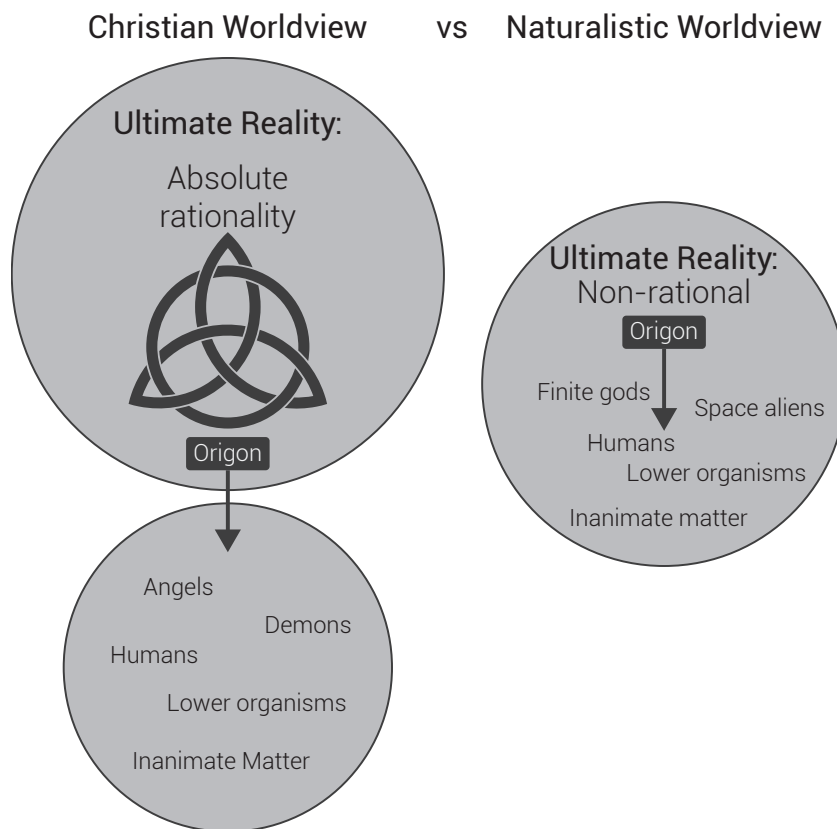 Christian Worldview vs Naturalistic Worldview
Ultimate Reality:
Absolute
rationality
Origon
Angels
Demons
Humans
Lower organisms
Inanimate Matter
Ultimate Reality:
Non-rational
Origon
Finite gods
Space aliens
Humans
Lower organisms
Inanimate matter